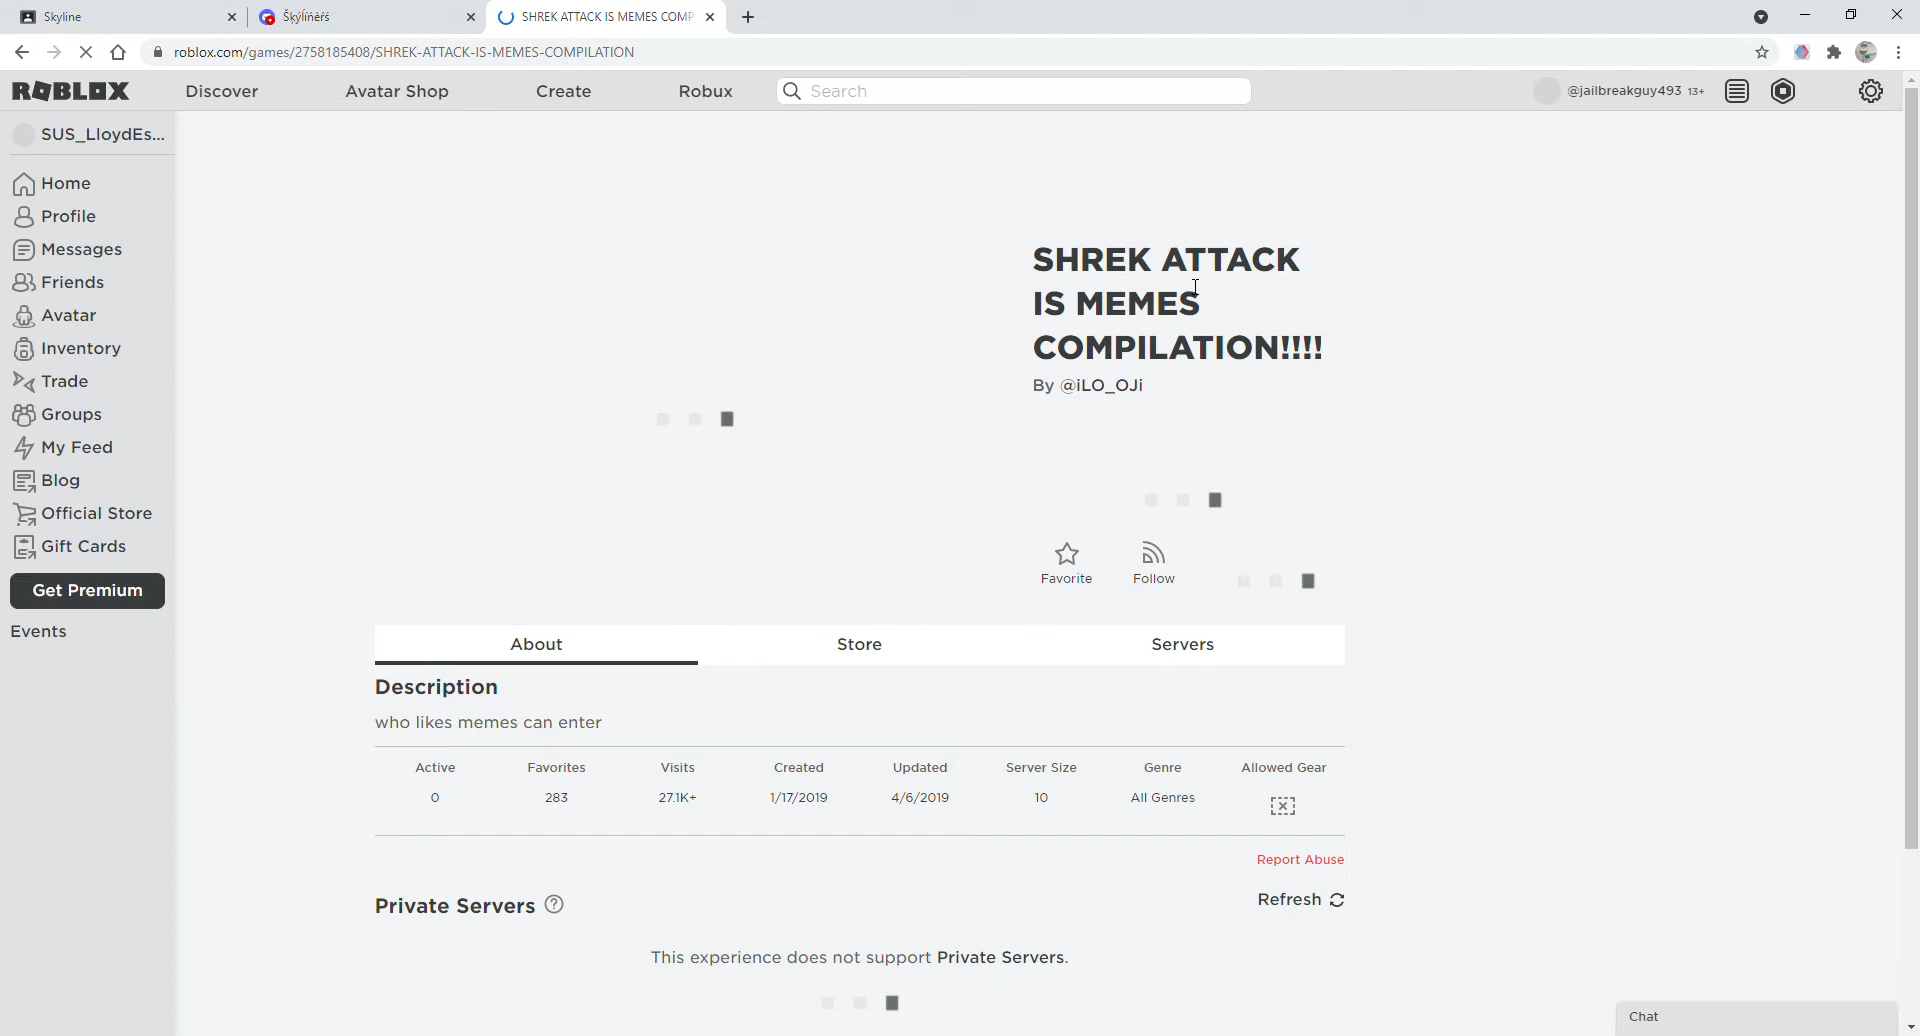 Skyline
Šķýĺíńèŕś
SHREK ATTACK IS MEMES COMP
roblox.com/games/2758185408/SHREK-ATTACK-IS-MEMES-COMPILATION
ROBLOX
Discover
Avatar Shop
Create
Robux
Search
@jailbreakguy493 13+
SUS_LloydEs...
Home
Profile
Messages
Friends
Avatar
Inventory
Trade
Groups
My Feed
Blog
Official Store
Gift Cards
Get Premium
Events
SHREK ATTACK
IS MEMES
COMPILATION!!!!
By @iLO_OJi
Favorite
Follow
About
Store
Servers
Description
who likes memes can enter
Active Favorites Visits Created Updated Server Size Genre Allowed Gear
0 283 27.1K+ 1/17/2019 4/6/2019 10 All Genres
Report Abuse
Private Servers
Refresh
This experience does not support Private Servers.
Chat